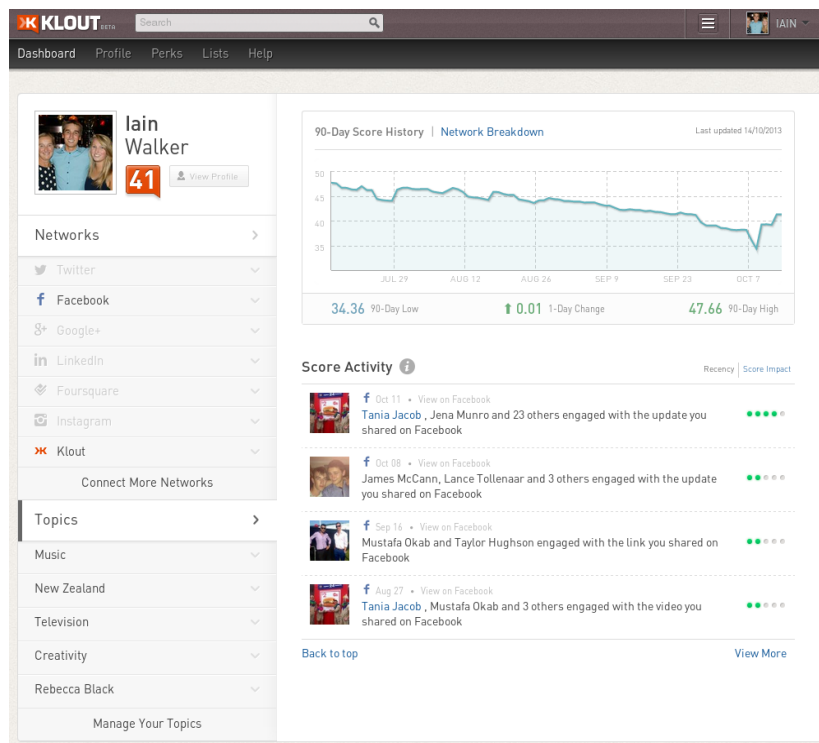 KLOUT BETA
Search
IAIN
Dashboard Profile Perks Lists Help
Iain
Walker
41
View Profile
Networks
Twitter
Facebook
Google+
LinkedIn
Foursquare
Instagram
Klout
Connect More Networks
Topics
Music
New Zealand
Television
Creativity
Rebecca Black
Manage Your Topics
90-Day Score History | Network Breakdown
Last updated 14/10/2013
50
45
40
35
JUL 29 AUG 12 AUG 26 SEP 9 SEP 23 OCT 7
34.36 90-Day Low
0.01 1-Day Change
47.66 90-Day High
Score Activity
Recency | Score Impact
Oct 11 • View on Facebook
Tania Jacob , Jena Munro and 23 others engaged with the update you
shared on Facebook
Oct 08 • View on Facebook
James McCann, Lance Tollenaar and 3 others engaged with the update
you shared on Facebook
Sep 16 • View on Facebook
Mustafa Okab and Taylor Hughson engaged with the link you shared on
Facebook
Aug 27 • View on Facebook
Tania Jacob , Mustafa Okab and 3 others engaged with the video you
shared on Facebook
Back to top
View More